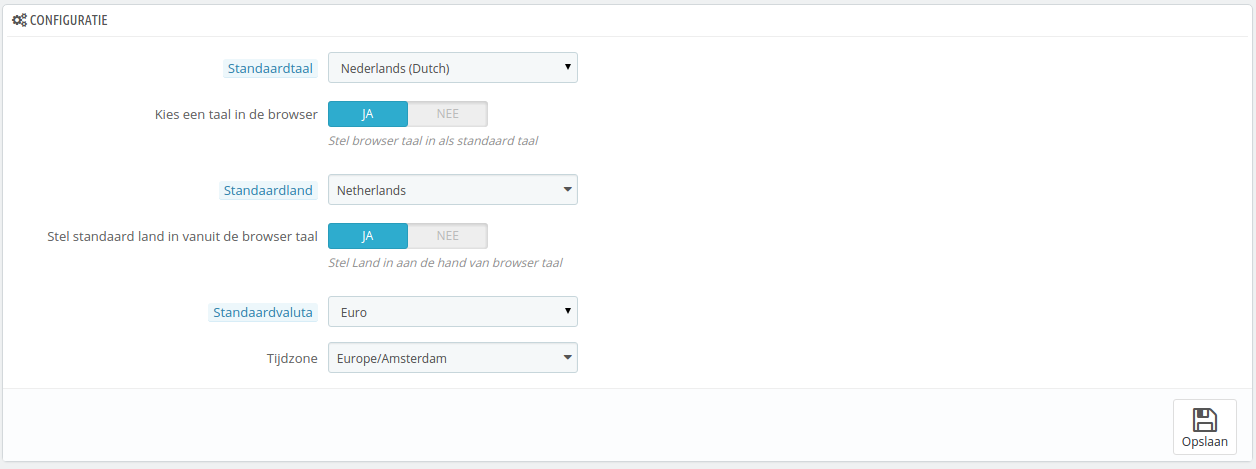 CONFIGURATIE
Standaardtaal Nederlands (Dutch)
Kies een taal in de browser JA NEE
Stel browser taal in als standaard taal
Standaardland Netherlands
Stel standaard land in vanuit de browser taal JA NEE
Stel Land in aan de hand van browser taal
Standaardvaluta Euro
Tijdzone Europe/Amsterdam
Opslaan